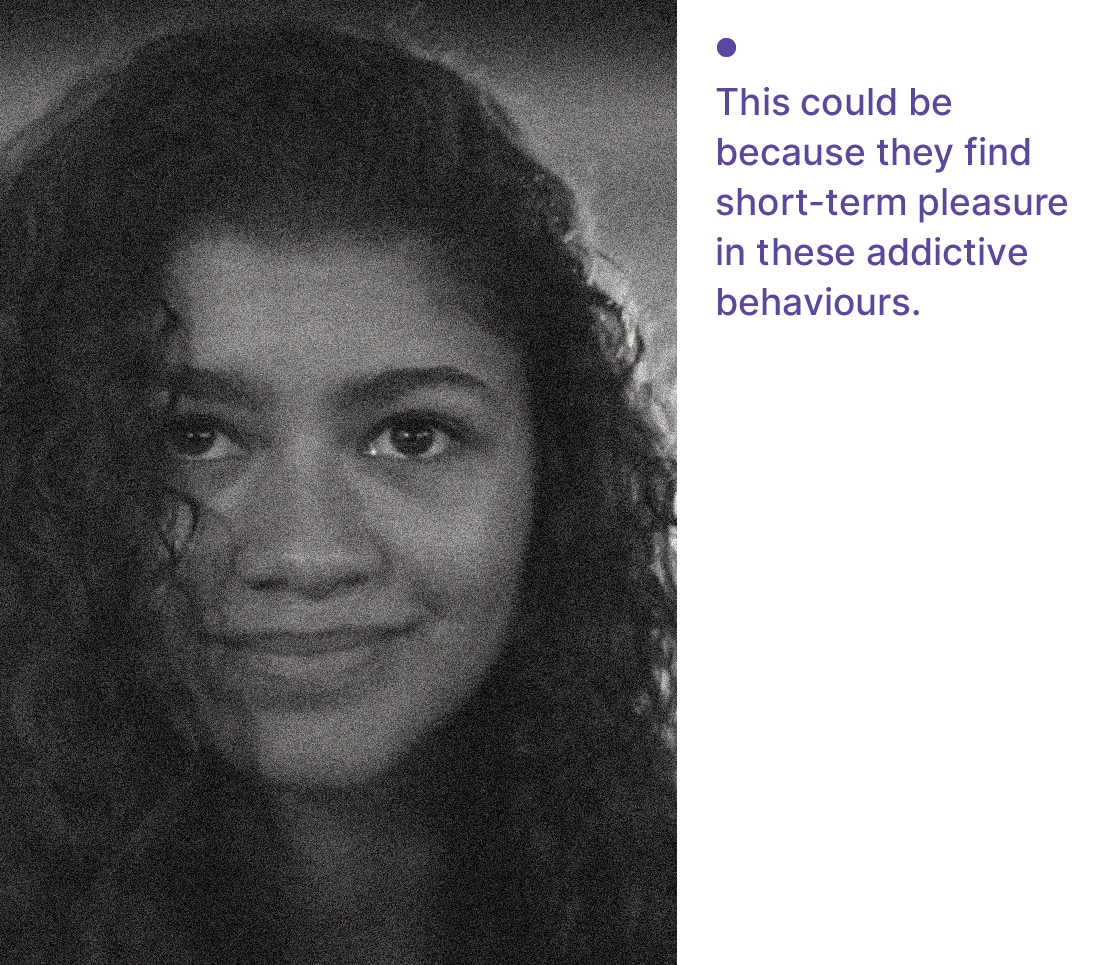 This could be
because they find
short-term pleasure
in these addictive
behaviours.